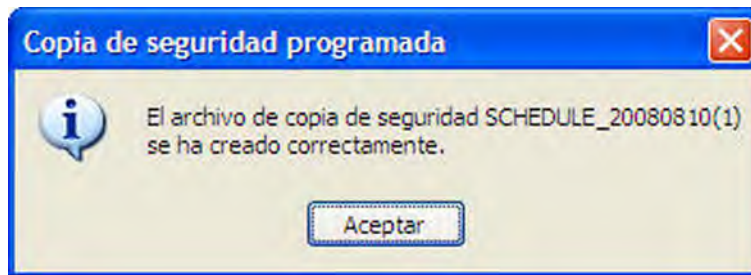 Copia de seguridad programada
El archivo de copia de seguridad SCHEDULE_20080810(1)
se ha creado correctamente.
Aceptar